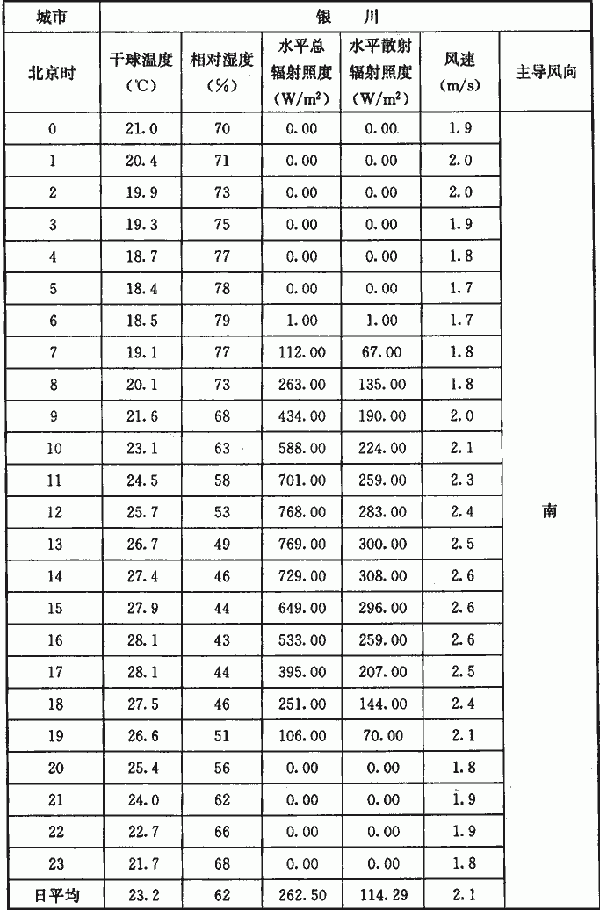 城市 银川
北京时 干球温度(℃) 相对湿度(%) 水平总辐射照度(W/m²) 水平散射辐射照度(W/m²) 风速(m/s) 主导风向
0 21.0 70 0.00 0.00 1.9
1 20.4 71 0.00 0.00 2.0
2 19.9 73 0.00 0.00 2.0
3 19.3 75 0.00 0.00 1.9
4 18.7 77 0.00 0.00 1.8
5 18.4 78 0.00 0.00 1.7
6 18.5 79 1.00 1.00 1.7
7 19.1 77 112.00 67.00 1.8
8 20.1 73 263.00 135.00 1.8
9 21.6 68 434.00 190.00 2.0
10 23.1 63 588.00 224.00 2.1
11 24.5 58 701.00 259.00 2.3
12 25.7 53 768.00 283.00 2.4 南
13 26.7 49 769.00 300.00 2.5
14 27.4 46 729.00 308.00 2.6
15 27.9 44 649.00 296.00 2.6
16 28.1 43 533.00 259.00 2.6
17 28.1 44 395.00 207.00 2.5
18 27.5 46 251.00 144.00 2.4
19 26.6 51 106.00 70.00 2.1
20 25.4 56 0.00 0.00 1.8
21 24.0 62 0.00 0.00 1.9
22 22.7 66 0.00 0.00 1.9
23 21.7 68 0.00 0.00 1.8
日平均 23.2 62 262.50 114.29 2.1